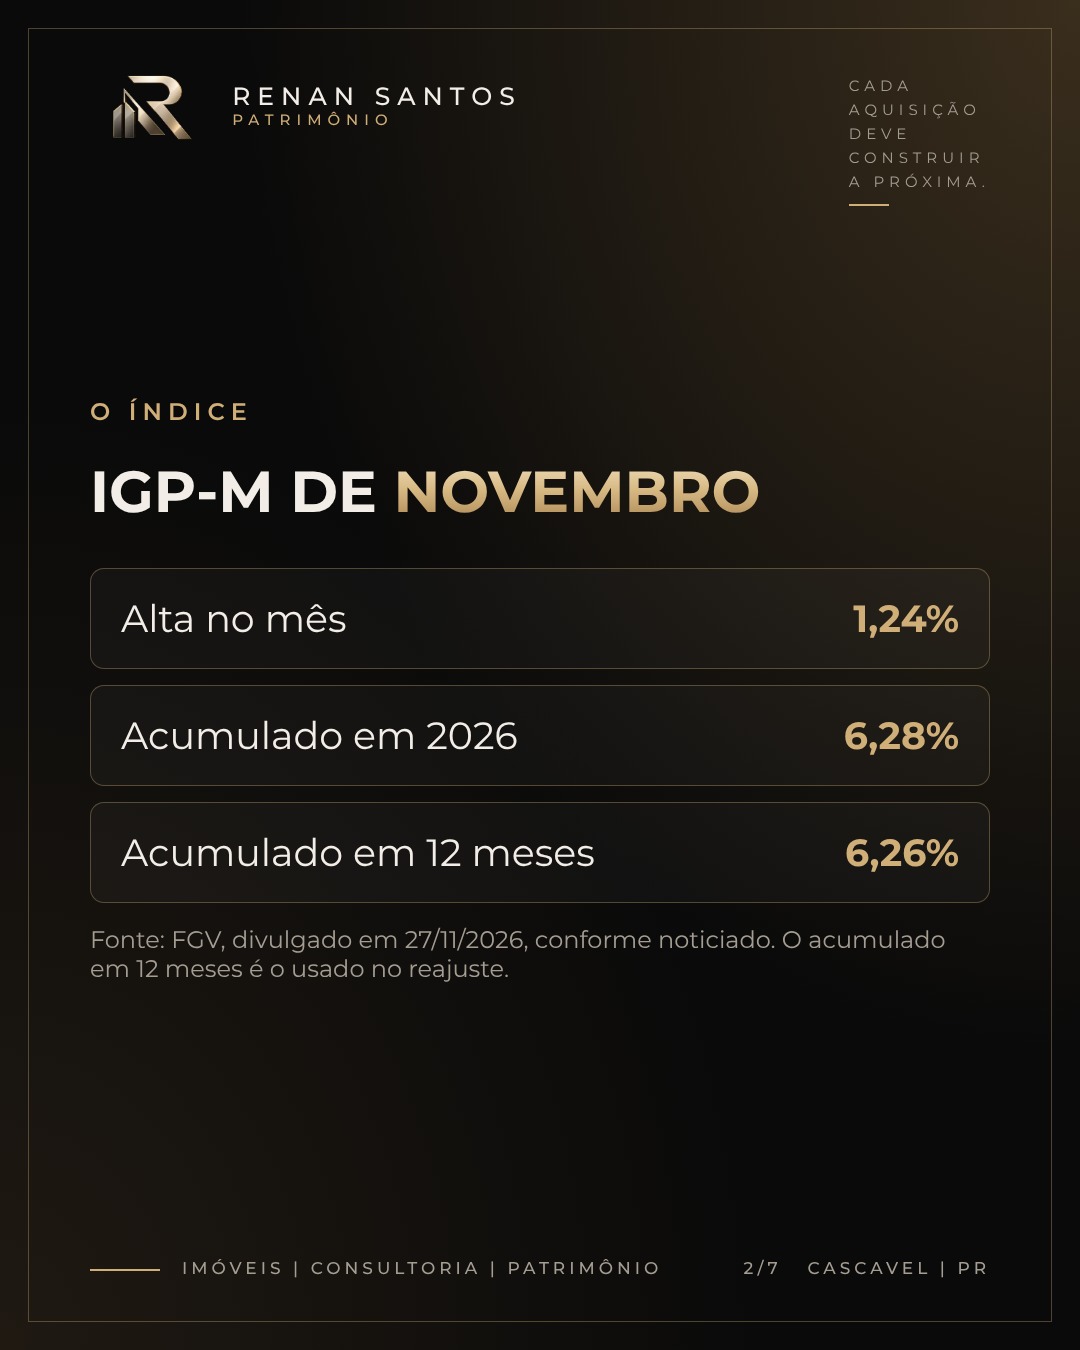 RENAN SANTOS
PATRIMÔNIO
CADA
AQUISIÇÃO
DEVE
CONSTRUIR
A PRÓXIMA.
O ÍNDICE
IGP-M DE NOVEMBRO
Alta no mês 1,24%
Acumulado em 2026 6,28%
Acumulado em 12 meses 6,26%
Fonte: FGV, divulgado em 27/11/2026, conforme noticiado. O acumulado
em 12 meses é o usado no reajuste.
IMÓVEIS | CONSULTORIA | PATRIMÔNIO 2/7 CASCAVEL | PR